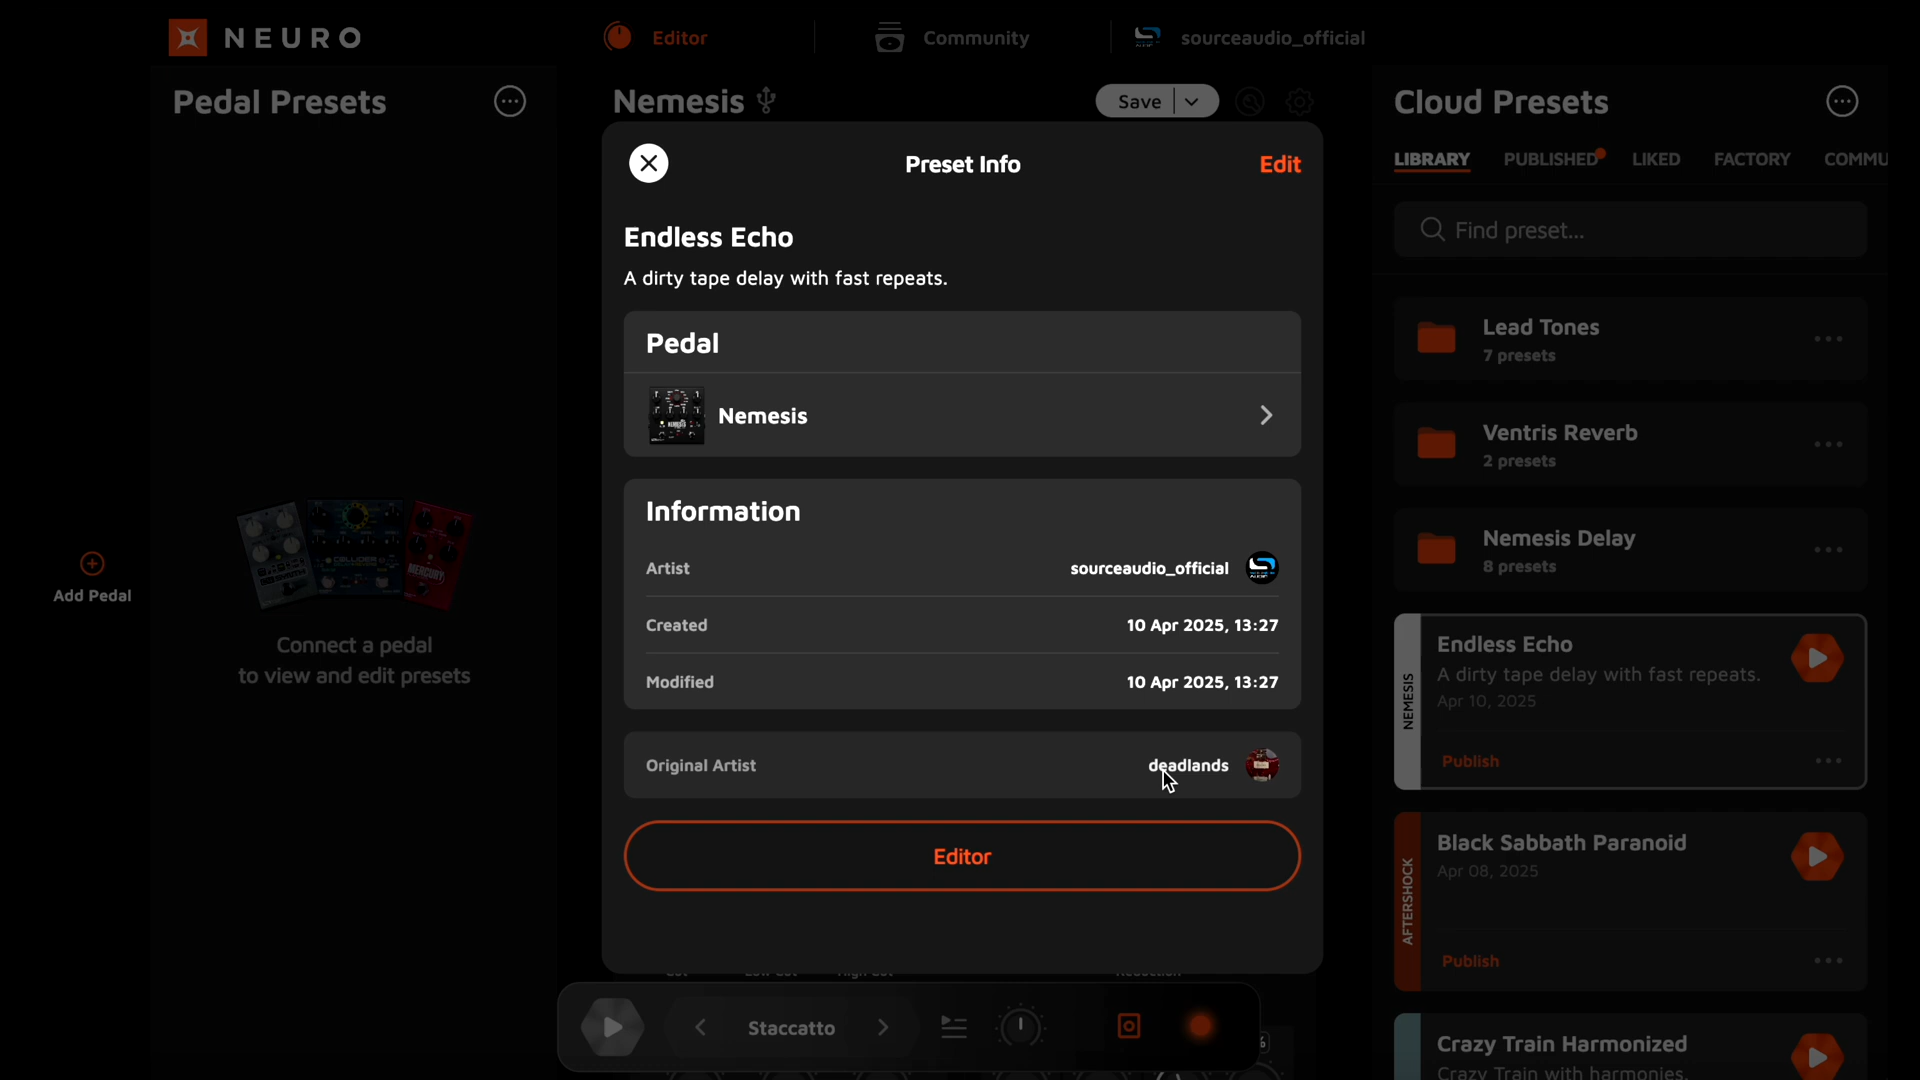 NEURO
Editor
Community
sourceaudio_official
Pedal Presets
Add Pedal
COLLIDER
MERCURY
Connect a pedal
to view and edit presets
Nemesis
Save
Preset Info
Edit
Endless Echo
A dirty tape delay with fast repeats.
Pedal
NEMESIS
Nemesis
Information
Artist
sourceaudio_official
Created
10 Apr 2025, 13:27
Modified
10 Apr 2025, 13:27
Original Artist
deadlands
Editor
Staccatto
Cloud Presets
LIBRARY
PUBLISHED
LIKED
FACTORY
COMMU
Find preset...
Lead Tones
7 presets
Ventris Reverb
2 presets
Nemesis Delay
8 presets
NEMESIS
Endless Echo
A dirty tape delay with fast repeats.
Apr 10, 2025
Publish
AFTERSHOCK
Black Sabbath Paranoid
Apr 08, 2025
Publish
Crazy Train Harmonized
Crazy Train with harmonies.